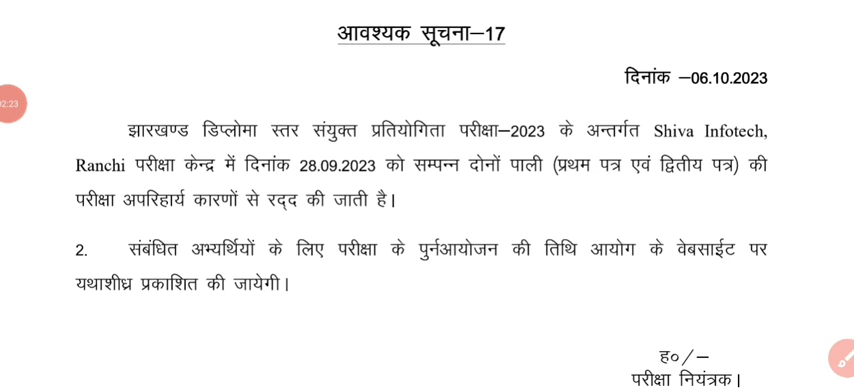 आवश्यक सूचना–17
दिनांक –06.10.2023
02:23
झारखण्ड डिप्लोमा स्तर संयुक्त प्रतियोगिता परीक्षा–2023 के अन्तर्गत Shiva Infotech,
Ranchi परीक्षा केन्द्र में दिनांक 28.09.2023 को सम्पन्न दोनों पाली (प्रथम पत्र एवं द्वितीय पत्र) की
परीक्षा अपरिहार्य कारणों से रद्द की जाती है।
2. संबंधित अभ्यर्थियों के लिए परीक्षा के पुर्नआयोजन की तिथि आयोग के वेबसाईट पर
यथाशीघ्र प्रकाशित की जायेगी।
ह०/–
परीक्षा नियंत्रक।